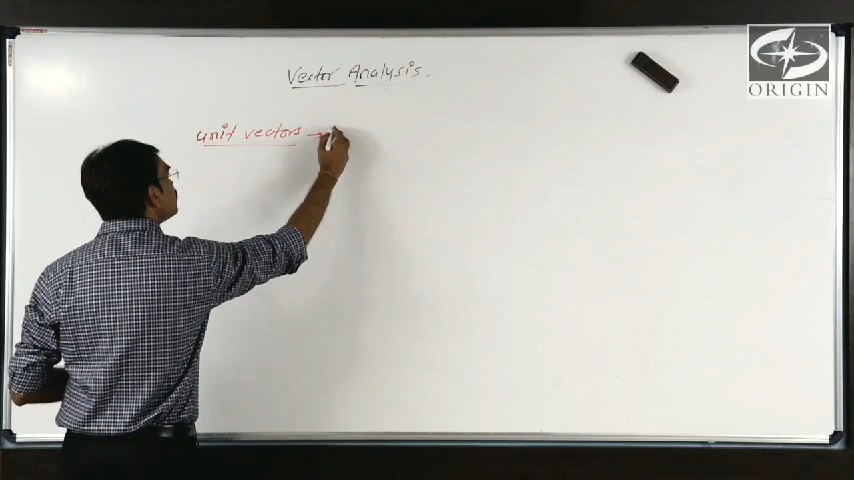 Vector Analysis.
unit vectors →
ORIGIN